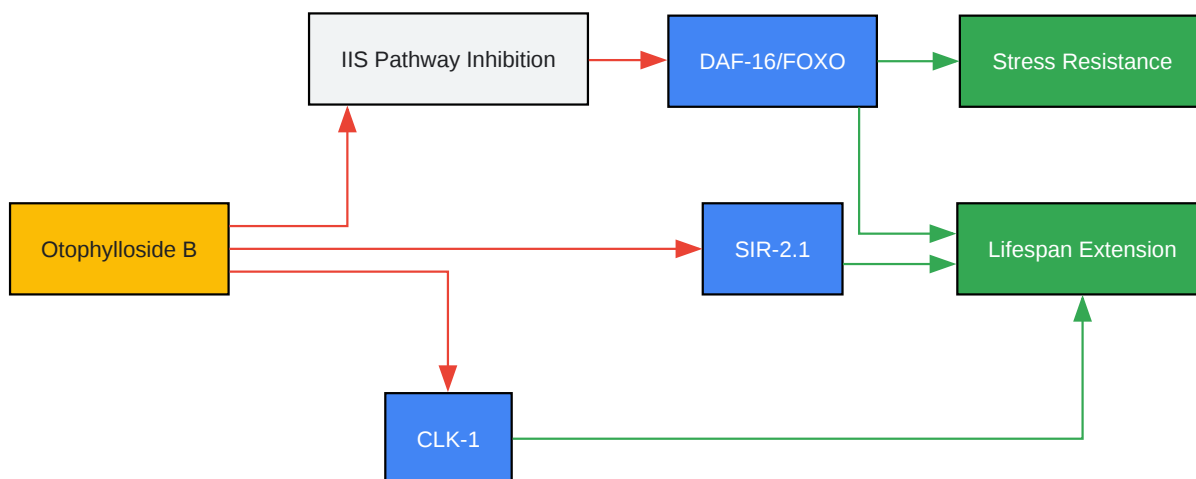 IIS Pathway Inhibition
DAF-16/FOXO
Stress Resistance
Otophylloside B
SIR-2.1
Lifespan Extension
CLK-1